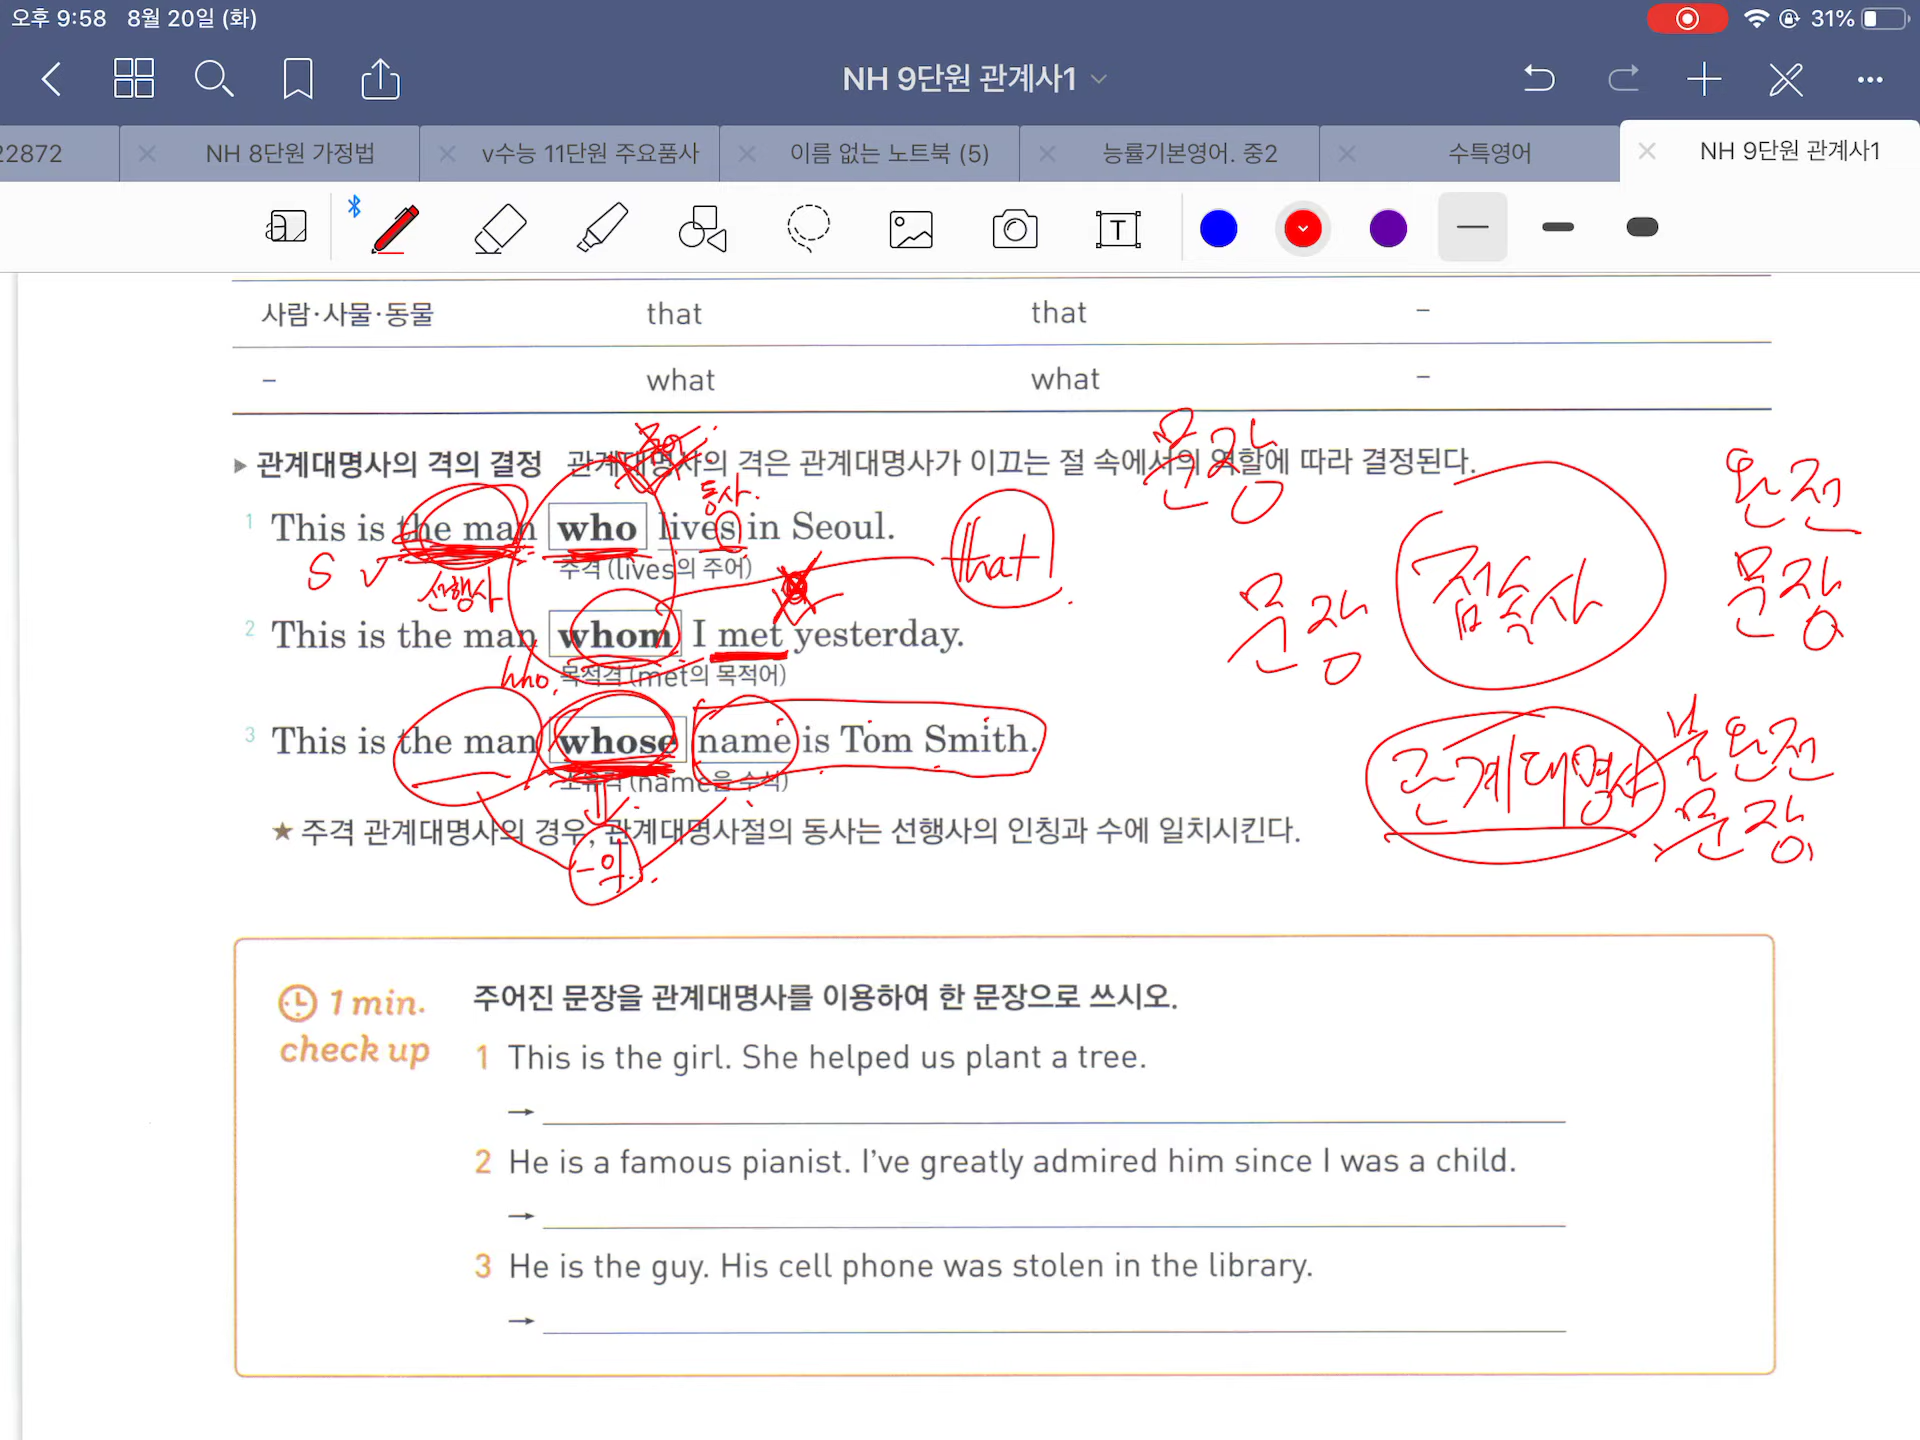 오후 9:58 8월 20일 (화) 31%
NH 9단원 관계사1
22872 NH 8단원 가정법 v수능 11단원 주요품사 이름 없는 노트북 (5) 능률기본영어. 중2 수특영어 NH 9단원 관계사1
T
사람·사물·동물 that that –
– what what –
▶ 관계대명사의 격의 결정 관계대명사의 격은 관계대명사가 이끄는 절 속에서의 역할에 따라 결정된다.
문장
완전
문장
동사.
1 This is the man who lives in Seoul.
주격 (lives의 주어)
S V
선행사
that
접속사
문장
2 This is the man whom I met yesterday.
who,
목적격 (met의 목적어)
3 This is the man whose name is Tom Smith.
소유격 (name을 수식)
관계대명사
불완전
문장
★ 주격 관계대명사의 경우, 관계대명사절의 동사는 선행사의 인칭과 수에 일치시킨다.
-의
1 min.
check up
주어진 문장을 관계대명사를 이용하여 한 문장으로 쓰시오.
1 This is the girl. She helped us plant a tree.
→
2 He is a famous pianist. I've greatly admired him since I was a child.
→
3 He is the guy. His cell phone was stolen in the library.
→